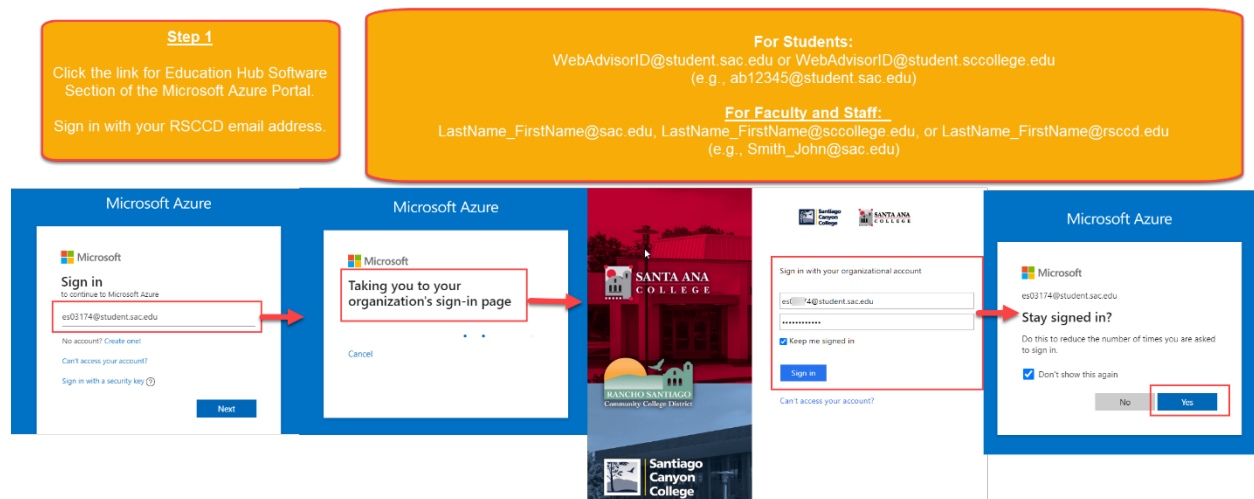 Step 1
Click the link for Education Hub Software
Section of the Microsoft Azure Portal.
Sign in with your RSCCD email address.
For Students:
WebAdvisorID@student.sac.edu or WebAdvisorID@student.sccollege.edu
(e.g., ab12345@student.sac.edu)
For Faculty and Staff:
LastName_FirstName@sac.edu, LastName_FirstName@sccollege.edu, or LastName_FirstName@rsccd.edu
(e.g., Smith_John@sac.edu)
Microsoft Azure
Microsoft
Sign in
to continue to Microsoft Azure
es03174@student.sac.edu
No account? Create one!
Can't access your account?
Sign in with a security key
Next
Microsoft Azure
Microsoft
Taking you to your
organization's sign-in page
Cancel
SANTA ANA
COLLEGE
RANCHO SANTIAGO
Community College District
Santiago
Canyon
College
Santiago
Canyon
College
SANTA ANA
COLLEGE
Sign in with your organizational account
es 74@student.sac.edu
••••••••••••
Keep me signed in
Sign in
Can't access your account?
Microsoft Azure
Microsoft
es03174@student.sac.edu
Stay signed in?
Do this to reduce the number of times you are asked
to sign in.
Don't show this again
No
Yes